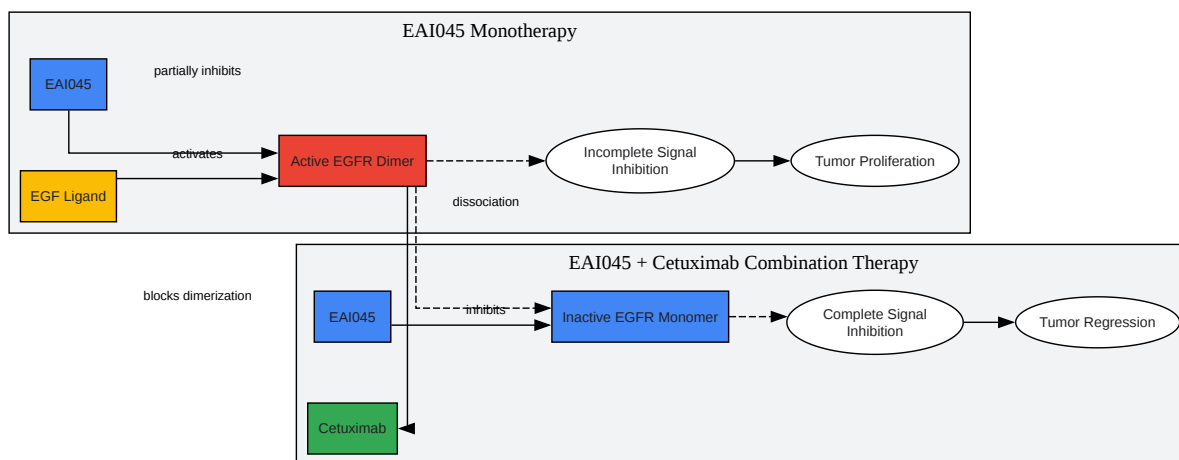 EAI045 Monotherapy
EAI045
partially inhibits
activates
Active EGFR Dimer
Incomplete Signal
Inhibition
Tumor Proliferation
EGF Ligand
dissociation
EAI045 + Cetuximab Combination Therapy
blocks dimerization
EAI045
inhibits
Inactive EGFR Monomer
Complete Signal
Inhibition
Tumor Regression
Cetuximab